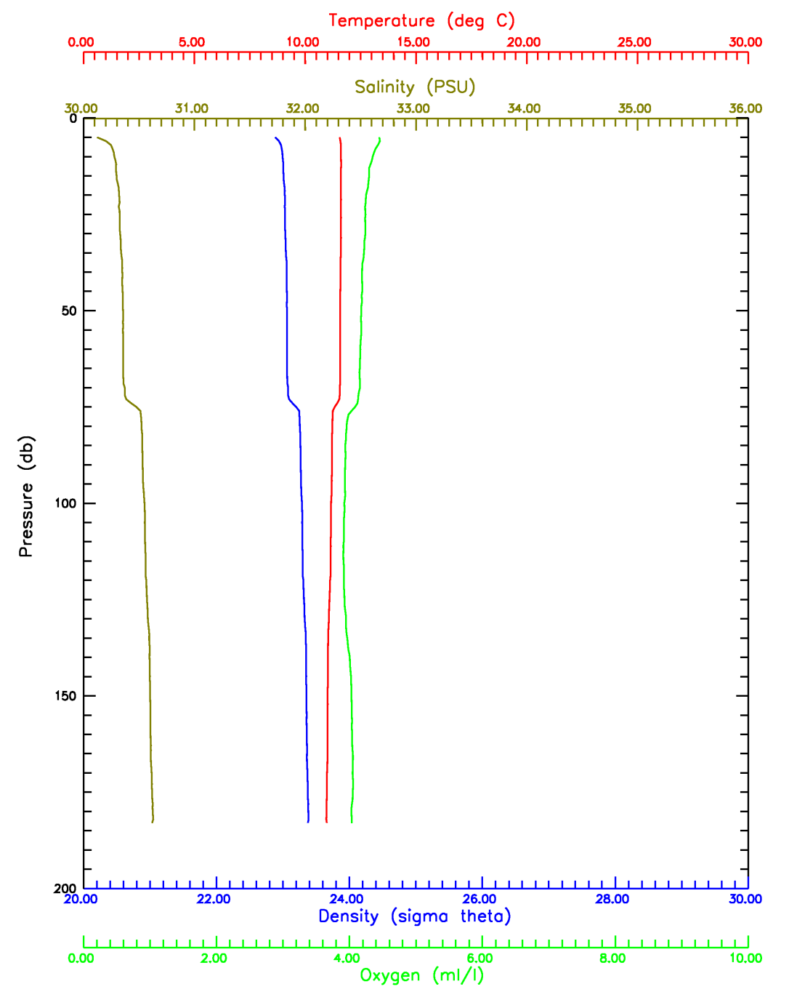 Temperature (deg C)
0.00 5.00 10.00 15.00 20.00 25.00 30.00
Salinity (PSU)
30.00 31.00 32.00 33.00 34.00 35.00 36.00
0
50
100
150
200
Pressure (db)
20.00 22.00 24.00 26.00 28.00 30.00
Density (sigma theta)
0.00 2.00 4.00 6.00 8.00 10.00
Oxygen (ml/l)